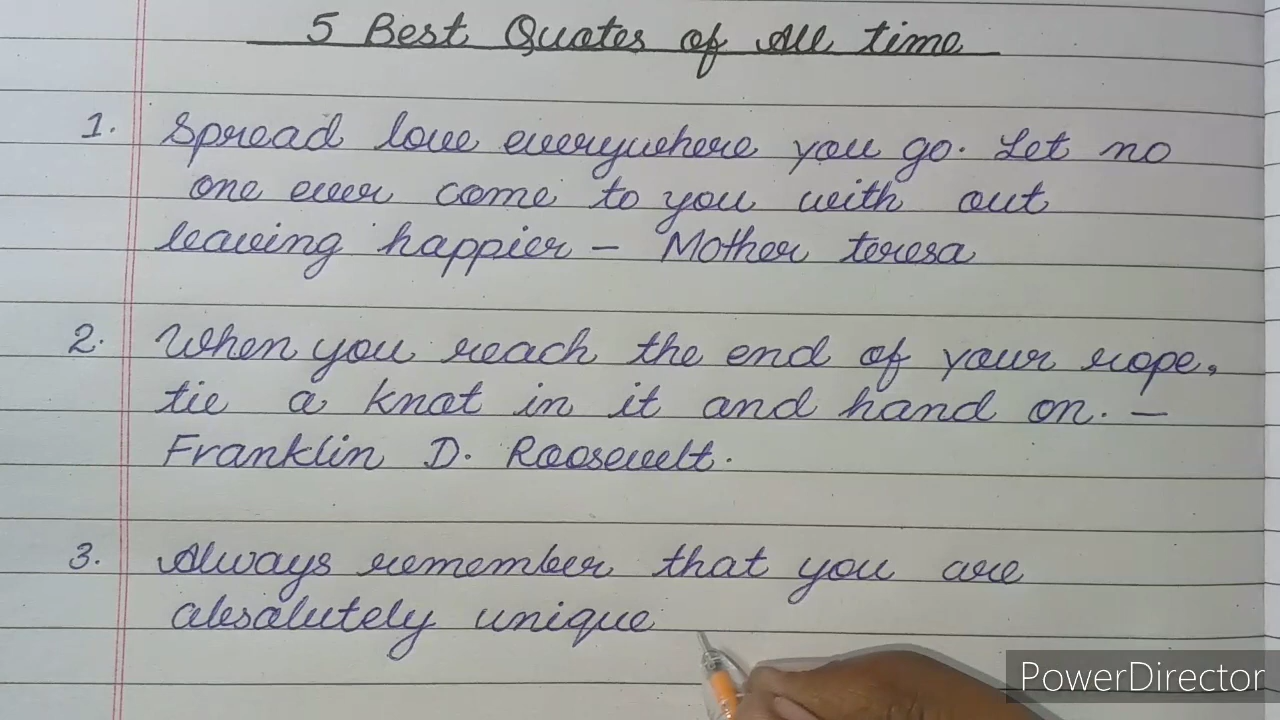 5 Best Quotes of All time
1. Spread love everywhere you go. Let no
one ever come to you with out
leaving happier - Mother teresa
2. When you reach the end of your rope,
tie a knot in it and hand on. -
Franklin D. Roosevelt.
3. Always remember that you are
absolutely unique
PowerDirector